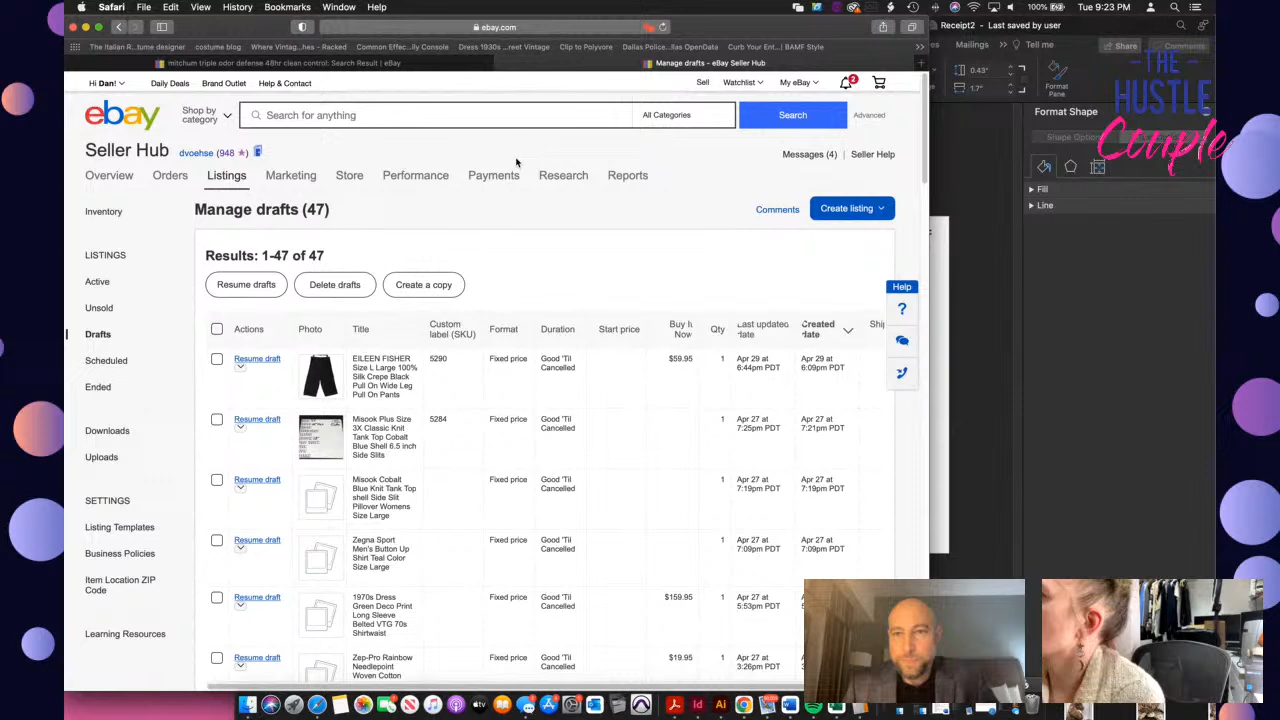 Safari File Edit View History Bookmarks Window Help
ebay.com
The Italian R...tume designer
costume blog
Where Vintag...hes - Racked
Common Effec...ily Console
Dress 1930s ...ret Vintage
Clip to Polyvore
Dallas Police...llas OpenData
Curb Your Ent...| BAMF Style
mitchum triple odor defense 48hr clean control: Search Result | eBay
Manage drafts - eBay Seller Hub
Receipt2 — Last saved by user
Mailings
Tell me
Share
Comments
0.43"
1.7"
Format
Pane
THE
HUSTLE
Couple
Format Shape
Shape Options
Fill
Line
Hi Dan!
Daily Deals
Brand Outlet
Help & Contact
Sell
Watchlist
My eBay
2
ebay
Shop by
category
Search for anything
All Categories
Search
Advanced
Seller Hub
dvoehse (948 ★)
Messages (4) | Seller Help
Overview
Orders
Listings
Marketing
Store
Performance
Payments
Research
Reports
Inventory
LISTINGS
Active
Unsold
Drafts
Scheduled
Ended
Downloads
Uploads
SETTINGS
Listing Templates
Business Policies
Item Location ZIP
Code
Learning Resources
Manage drafts (47)
Comments
Create listing
Results: 1-47 of 47
Resume drafts
Delete drafts
Create a copy
Help
?
Actions
Photo
Title
Custom
label (SKU)
Format
Duration
Start price
Buy It
Now
Qty
Last updated
date
Created
date
Ship
Resume draft
EILEEN FISHER
Size L Large 100%
Silk Crepe Black
Pull On Wide Leg
Pull On Pants
5290
Fixed price
Good 'Til
Cancelled
$59.95
1
Apr 29 at
6:44pm PDT
Apr 29 at
6:09pm PDT
Resume draft
Misook Plus Size
3X Classic Knit
Tank Top Cobalt
Blue Shell 6.5 inch
Side Slits
5284
Fixed price
Good 'Til
Cancelled
1
Apr 27 at
7:25pm PDT
Apr 27 at
7:21pm PDT
Resume draft
Misook Cobalt
Blue Knit Tank Top
shell Side Slit
Pillover Womens
Size Large
Fixed price
Good 'Til
Cancelled
1
Apr 27 at
7:19pm PDT
Apr 27 at
7:19pm PDT
Resume draft
Zegna Sport
Men's Button Up
Shirt Teal Color
Size Large
Fixed price
Good 'Til
Cancelled
1
Apr 27 at
7:09pm PDT
Apr 27 at
7:09pm PDT
Resume draft
1970s Dress
Green Deco Print
Long Sleeve
Belted VTG 70s
Shirtwaist
Fixed price
Good 'Til
Cancelled
$159.95
1
Apr 27 at
5:53pm PDT
Resume draft
Zep-Pro Rainbow
Needlepoint
Woven Cotton
Fixed price
Good 'Til
Cancelled
$19.95
1
Apr 27 at
3:26pm PDT